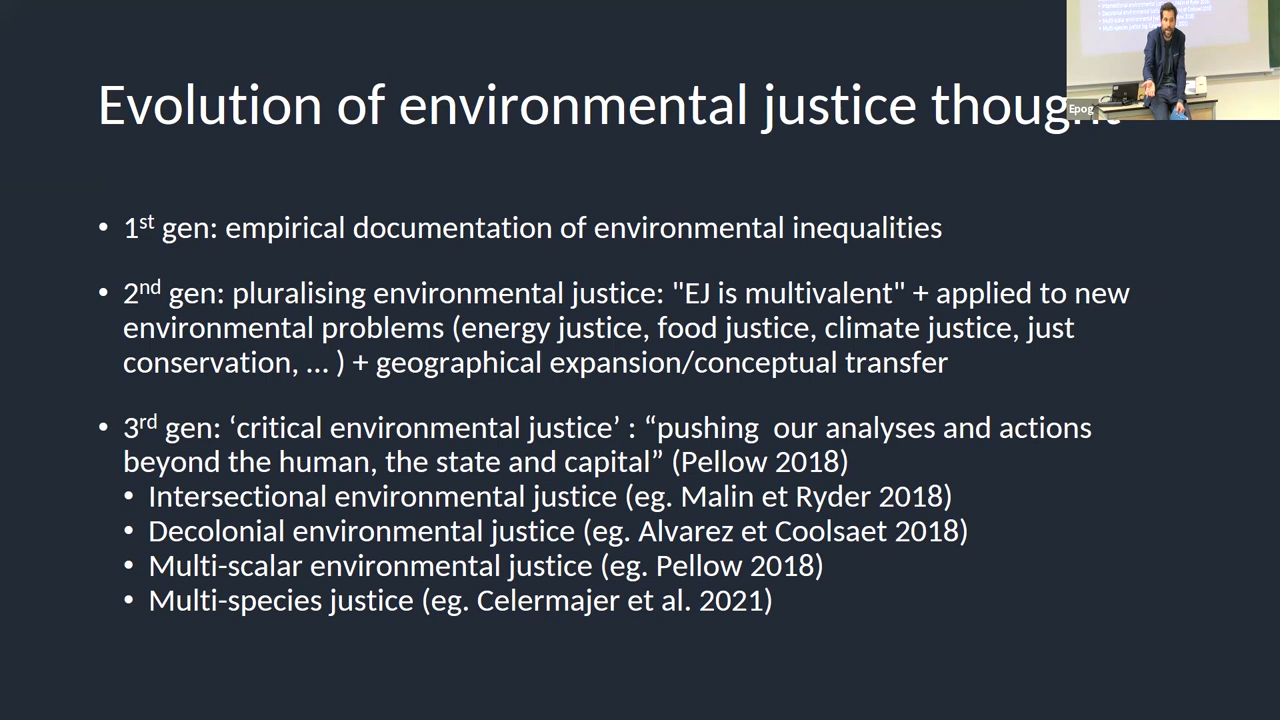 Evolution of environmental justice thought
Epog
• 1st gen: empirical documentation of environmental inequalities
• 2nd gen: pluralising environmental justice: "EJ is multivalent" + applied to new
environmental problems (energy justice, food justice, climate justice, just
conservation, ... ) + geographical expansion/conceptual transfer
• 3rd gen: ‘critical environmental justice’ : “pushing  our analyses and actions
beyond the human, the state and capital” (Pellow 2018)
• Intersectional environmental justice (eg. Malin et Ryder 2018)
• Decolonial environmental justice (eg. Alvarez et Coolsaet 2018)
• Multi-scalar environmental justice (eg. Pellow 2018)
• Multi-species justice (eg. Celermajer et al. 2021)